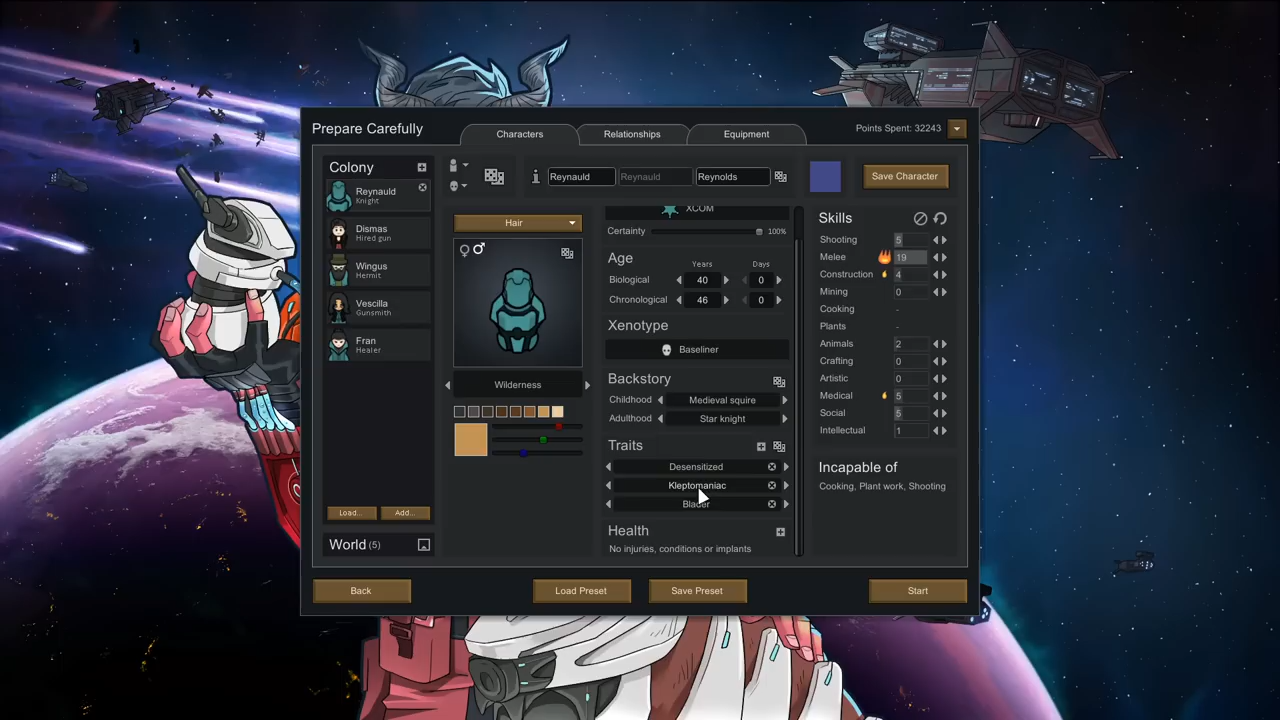 Prepare Carefully
Characters
Relationships
Equipment
Points Spent: 32243
Colony
Reynauld
Knight
Dismas
Hired gun
Wingus
Hermit
Vescilla
Gunsmith
Fran
Healer
Load...
Add...
World (5)
Reynauld
Reynauld
Reynolds
Save Character
Hair
Wilderness
XCOM
Certainty 100%
Age
Years Days
Biological 40 0
Chronological 46 0
Xenotype
Baseliner
Backstory
Childhood Medieval squire
Adulthood Star knight
Traits
Desensitized
Kleptomaniac
Health
No injuries, conditions or implants
Skills
Shooting 5
Melee 19
Construction 4
Mining 0
Cooking -
Plants -
Animals 2
Crafting 0
Artistic 0
Medical 5
Social 5
Intellectual 1
Incapable of
Cooking, Plant work, Shooting
Back
Load Preset
Save Preset
Start